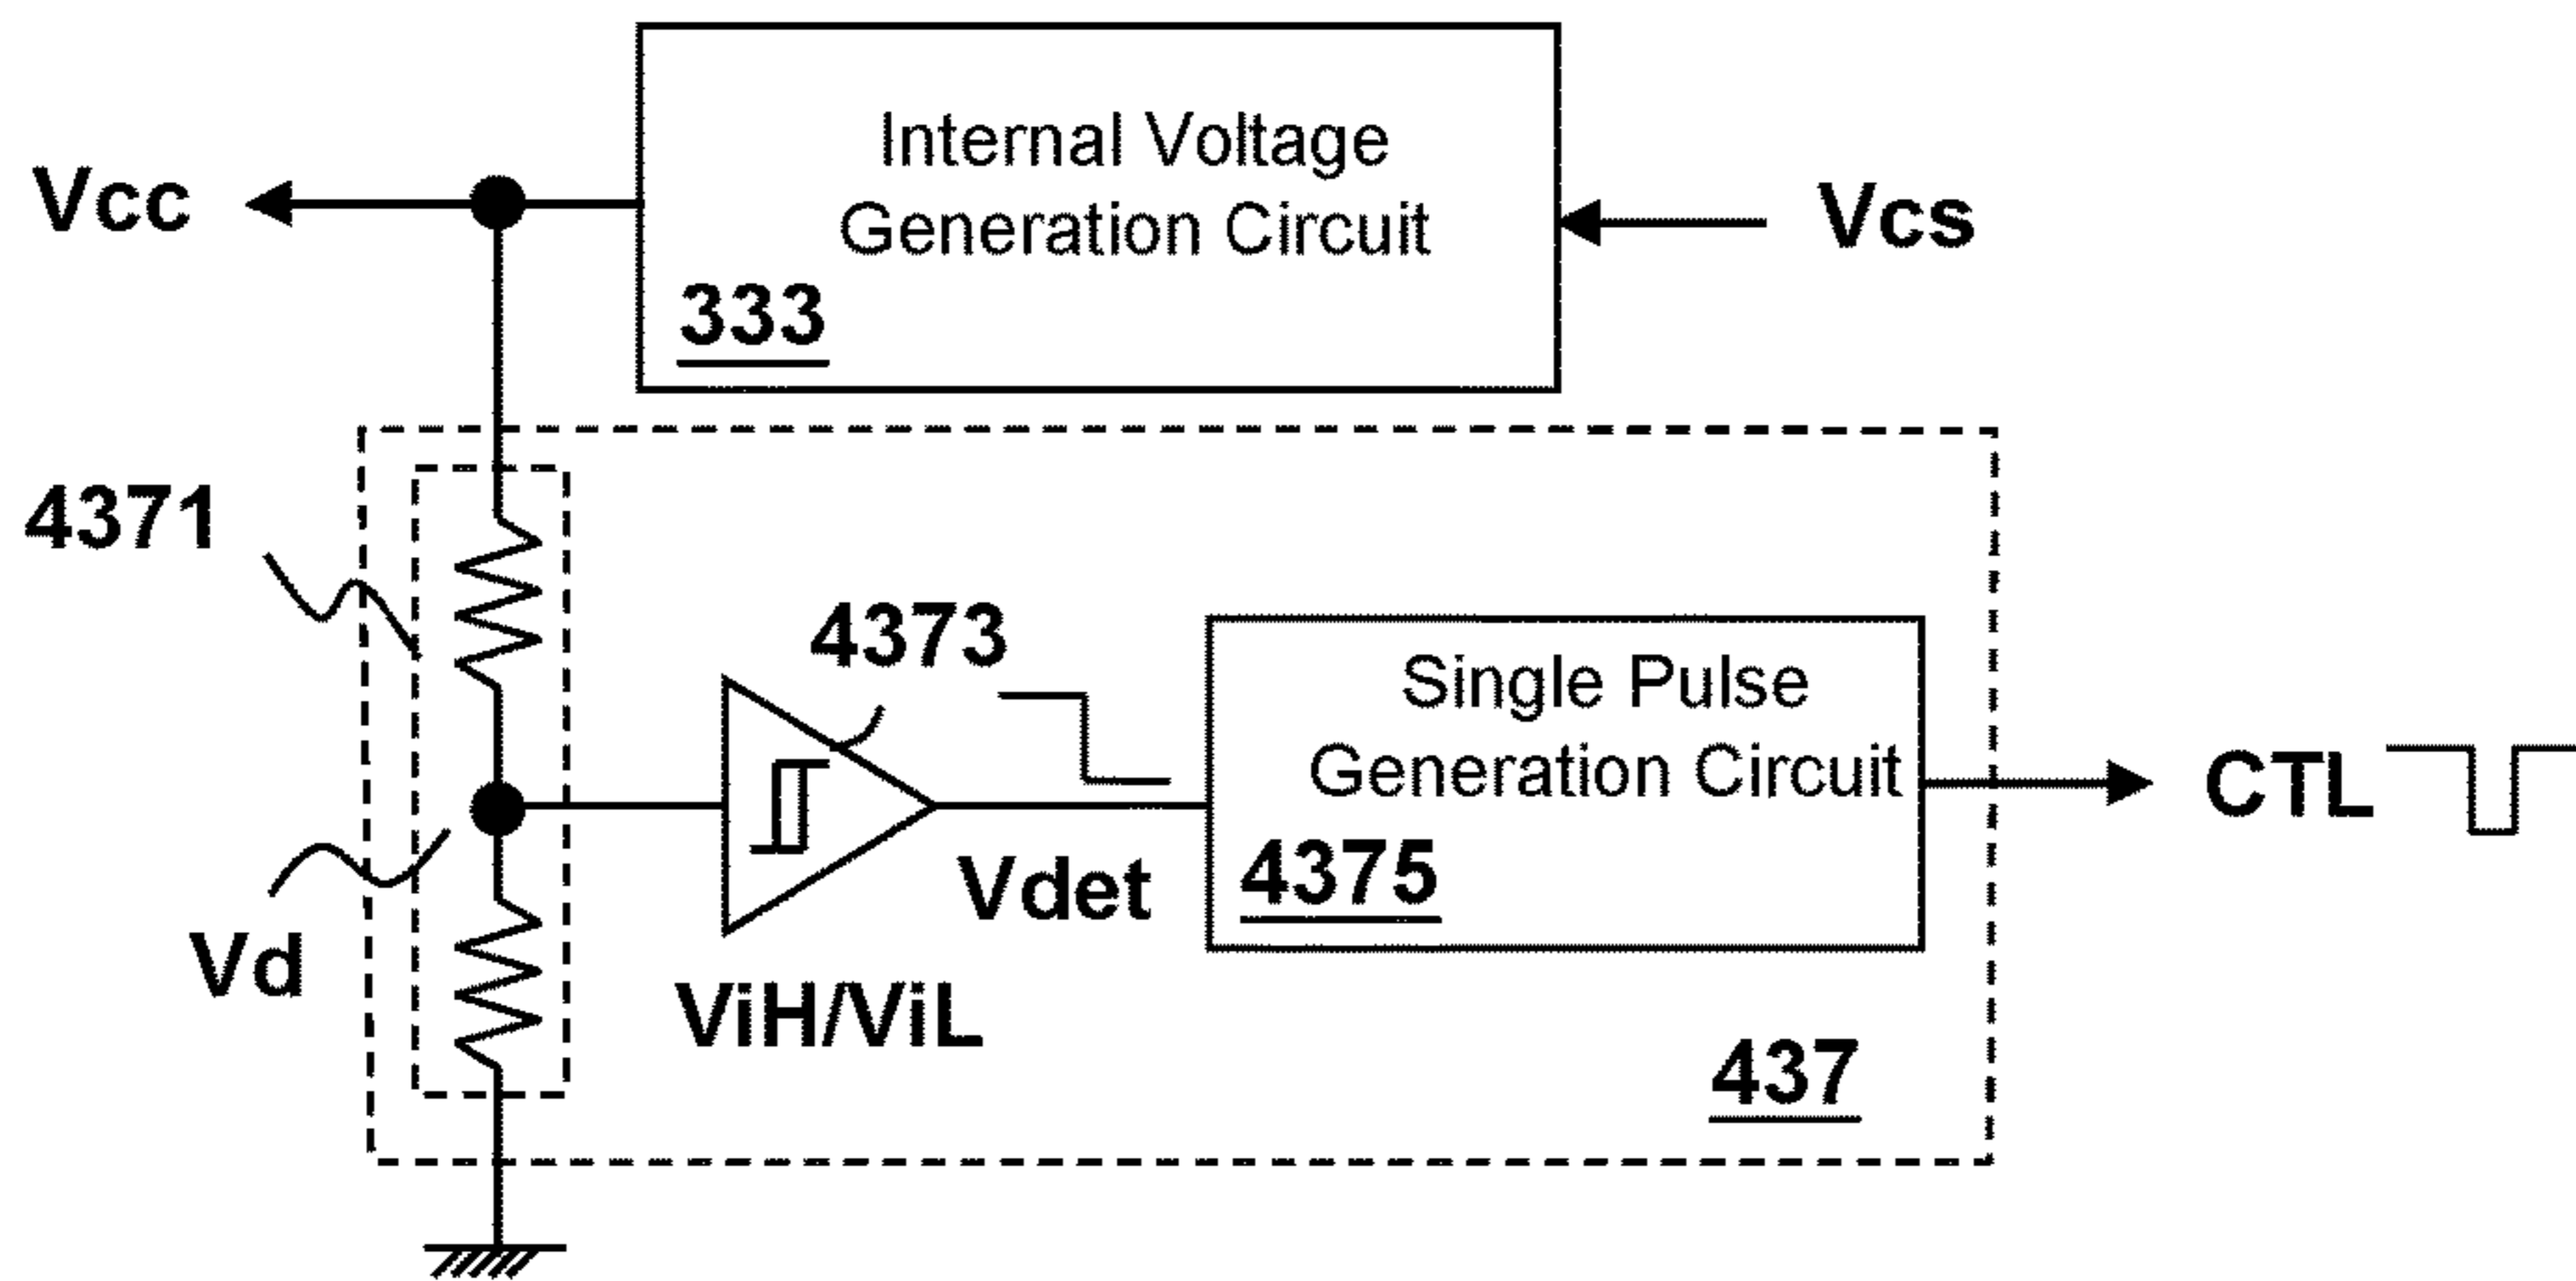 Internal Voltage
Generation Circuit
333
Vcc
Vcs
4371
4373
Single Pulse
Generation Circuit
4375
CTL
Vdet
Vd
ViH/ViL
437